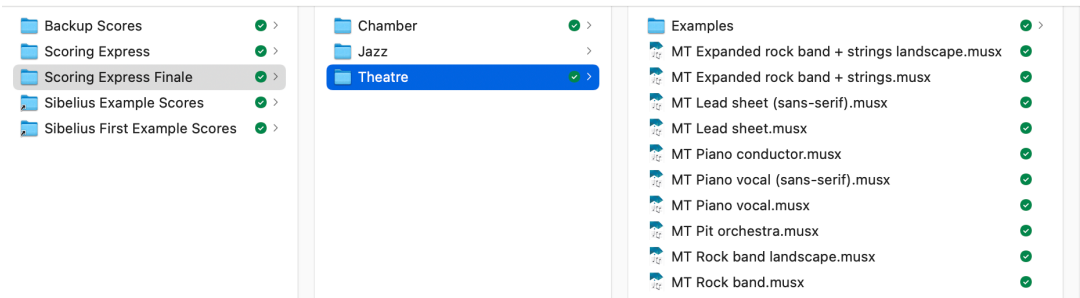 Backup Scores
Scoring Express
Scoring Express Finale
Sibelius Example Scores
Sibelius First Example Scores
Chamber
Jazz
Theatre
Examples
MT Expanded rock band + strings landscape.musx
MT Expanded rock band + strings.musx
MT Lead sheet (sans-serif).musx
MT Lead sheet.musx
MT Piano conductor.musx
MT Piano vocal (sans-serif).musx
MT Piano vocal.musx
MT Pit orchestra.musx
MT Rock band landscape.musx
MT Rock band.musx